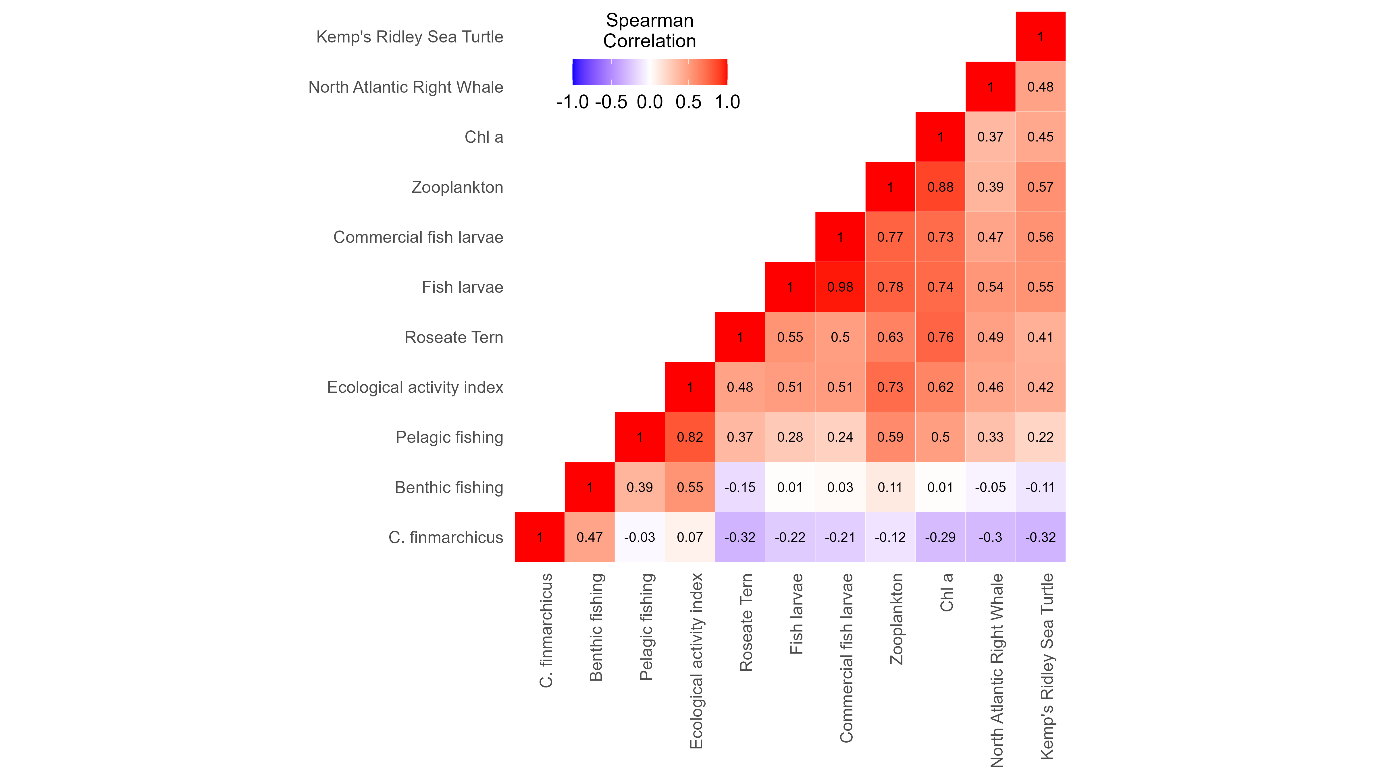 Spearman
Correlation
-1.0 -0.5 0.0 0.5 1.0
Kemp's Ridley Sea Turtle 1
North Atlantic Right Whale 1 0.48
Chl a 1 0.37 0.45
Zooplankton 1 0.88 0.39 0.57
Commercial fish larvae 1 0.77 0.73 0.47 0.56
Fish larvae 1 0.98 0.78 0.74 0.54 0.55
Roseate Tern 1 0.55 0.5 0.63 0.76 0.49 0.41
Ecological activity index 1 0.48 0.51 0.51 0.73 0.62 0.46 0.42
Pelagic fishing 1 0.82 0.37 0.28 0.24 0.59 0.5 0.33 0.22
Benthic fishing 1 0.39 0.55 -0.15 0.01 0.03 0.11 0.01 -0.05 -0.11
C. finmarchicus 1 0.47 -0.03 0.07 -0.32 -0.22 -0.21 -0.12 -0.29 -0.3 -0.32
C. finmarchicus
Benthic fishing
Pelagic fishing
Ecological activity index
Roseate Tern
Fish larvae
Commercial fish larvae
Zooplankton
Chl a
North Atlantic Right Whale
Kemp's Ridley Sea Turtle